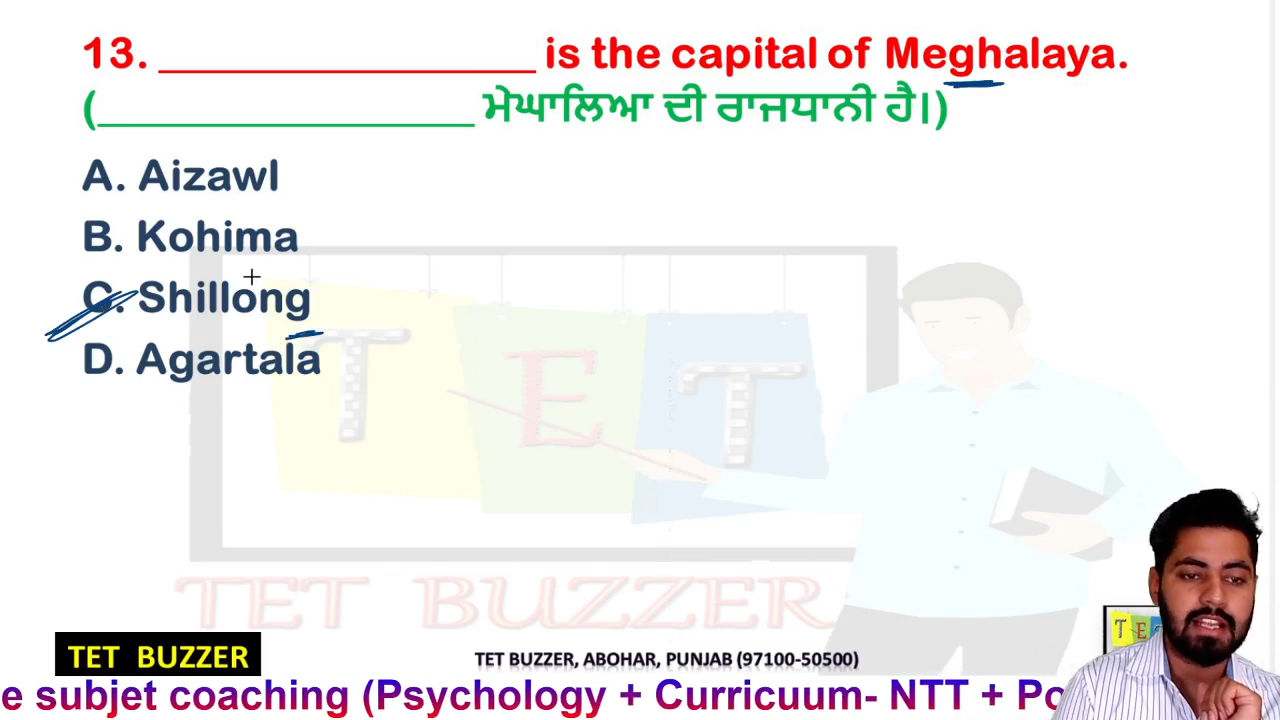 13. ________________ is the capital of Meghalaya.
(________________ ਮੇਘਾਲਿਆ ਦੀ ਰਾਜਧਾਨੀ ਹੈ।)
A. Aizawl
B. Kohima
C. Shillong
D. Agartala
T E T
TET BUZZER
T E
TET BUZZER
TET BUZZER, ABOHAR, PUNJAB (97100-50500)
e subjet coaching (Psychology + Curricuum- NTT + Po